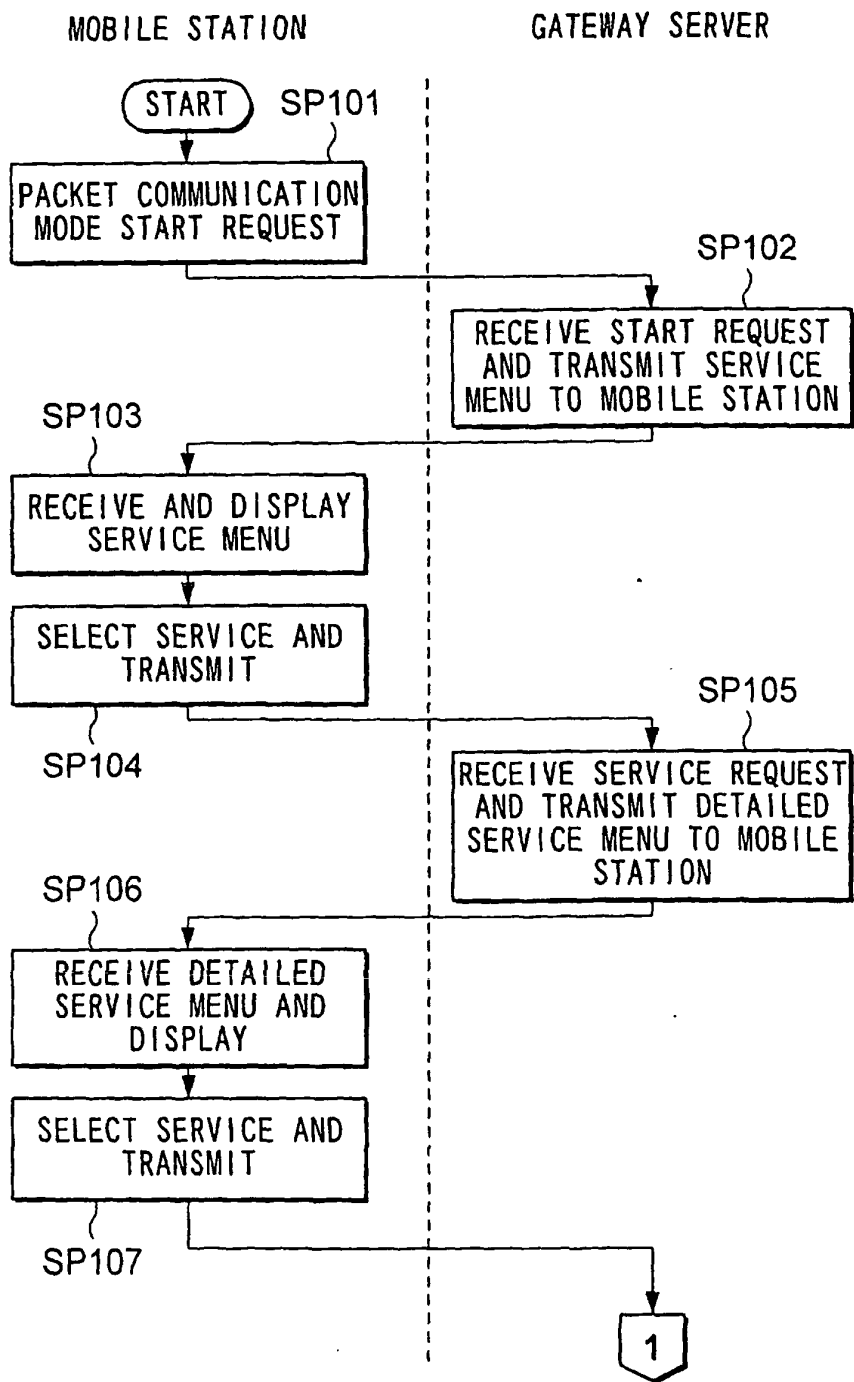 MOBILE STATION
GATEWAY SERVER
START
SP101
PACKET COMMUNICATION
MODE START REQUEST
SP102
RECEIVE START REQUEST
AND TRANSMIT SERVICE
MENU TO MOBILE STATION
SP103
RECEIVE AND DISPLAY
SERVICE MENU
SELECT SERVICE AND
TRANSMIT
SP104
SP105
RECEIVE SERVICE REQUEST
AND TRANSMIT DETAILED
SERVICE MENU TO MOBILE
STATION
SP106
RECEIVE DETAILED
SERVICE MENU AND
DISPLAY
SELECT SERVICE AND
TRANSMIT
SP107
1